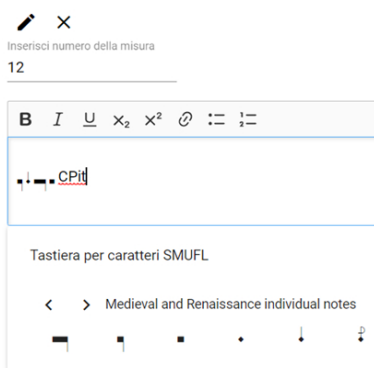 Inserisci numero della misura
12
B I U X₂ X²
CPit
Tastiera per caratteri SMUFL
Medieval and Renaissance individual notes